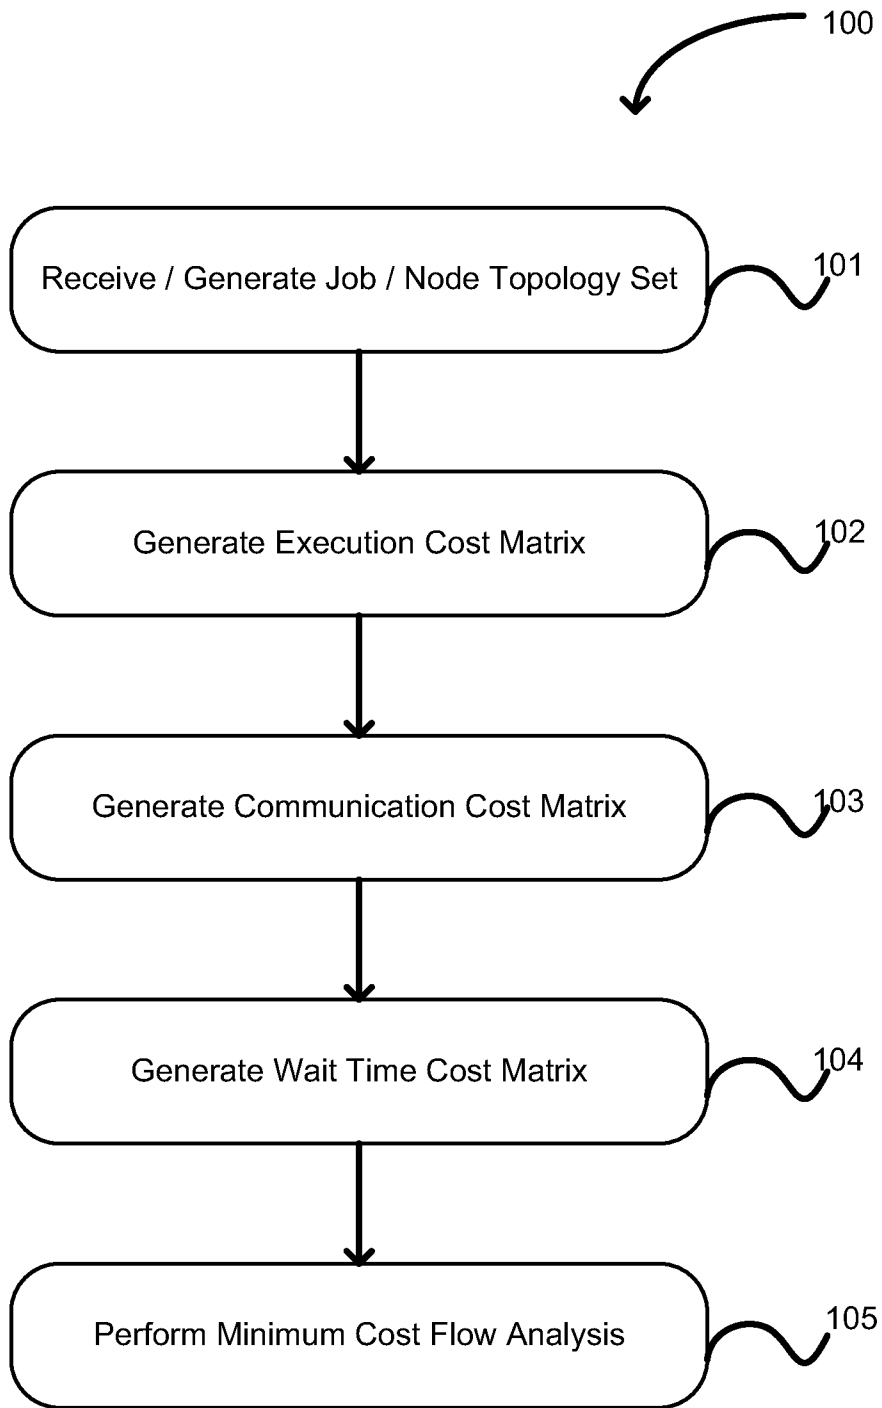 100
Receive / Generate Job / Node Topology Set
101
Generate Execution Cost Matrix
102
Generate Communication Cost Matrix
103
Generate Wait Time Cost Matrix
104
Perform Minimum Cost Flow Analysis
105